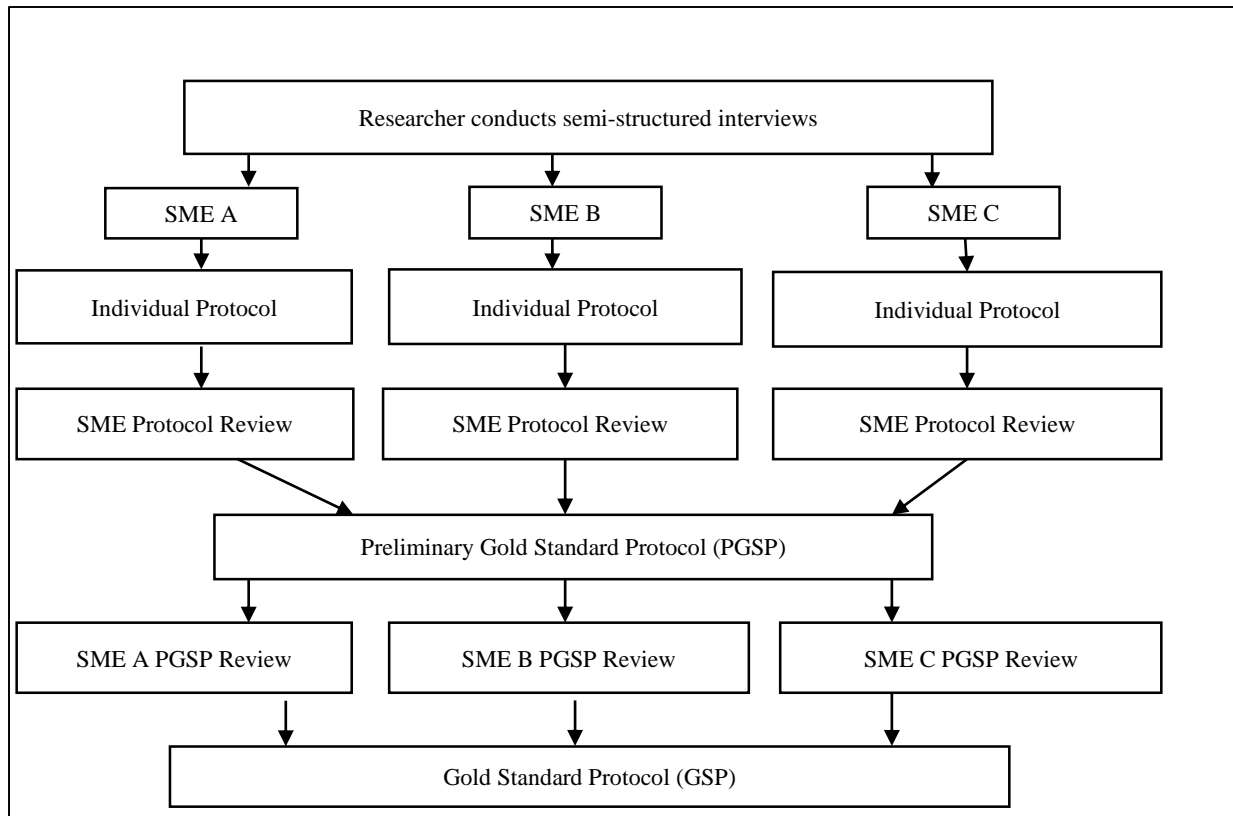 Researcher conducts semi-structured interviews
SME A
SME B
SME C
Individual Protocol
Individual Protocol
Individual Protocol
SME Protocol Review
SME Protocol Review
SME Protocol Review
Preliminary Gold Standard Protocol (PGSP)
SME A PGSP Review
SME B PGSP Review
SME C PGSP Review
Gold Standard Protocol (GSP)